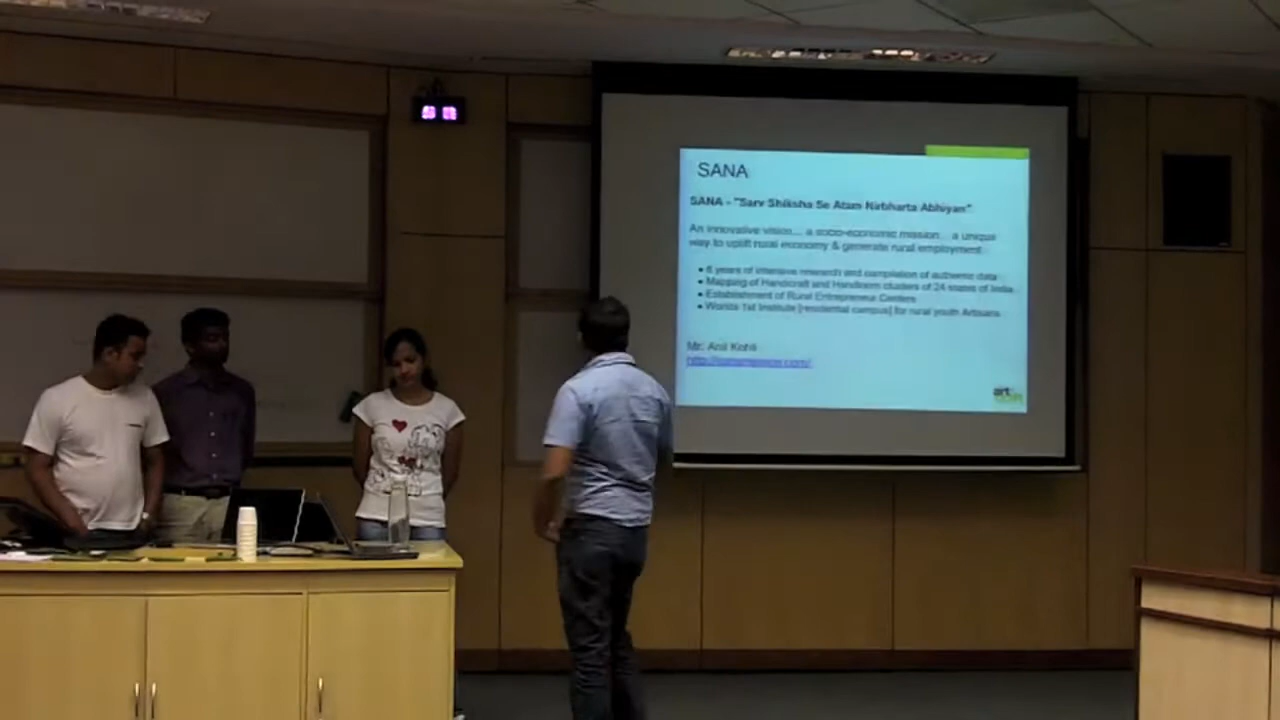 SANA
SANA - "Sarv Shiksha Se Atam Nirbharta Abhiyan"
An innovative vision... a socio-economic mission... a unique
way to uplift rural economy & generate rural employment
• 6 years of intensive research and compilation of authentic data
• Mapping of Handicraft and Handloom clusters of 24 states of India
• Establishment of Rural Entrepreneur Centers
• Worlds 1st Institute [residential campus] for rural youth Artisans
Mr. Anil Kohli
art